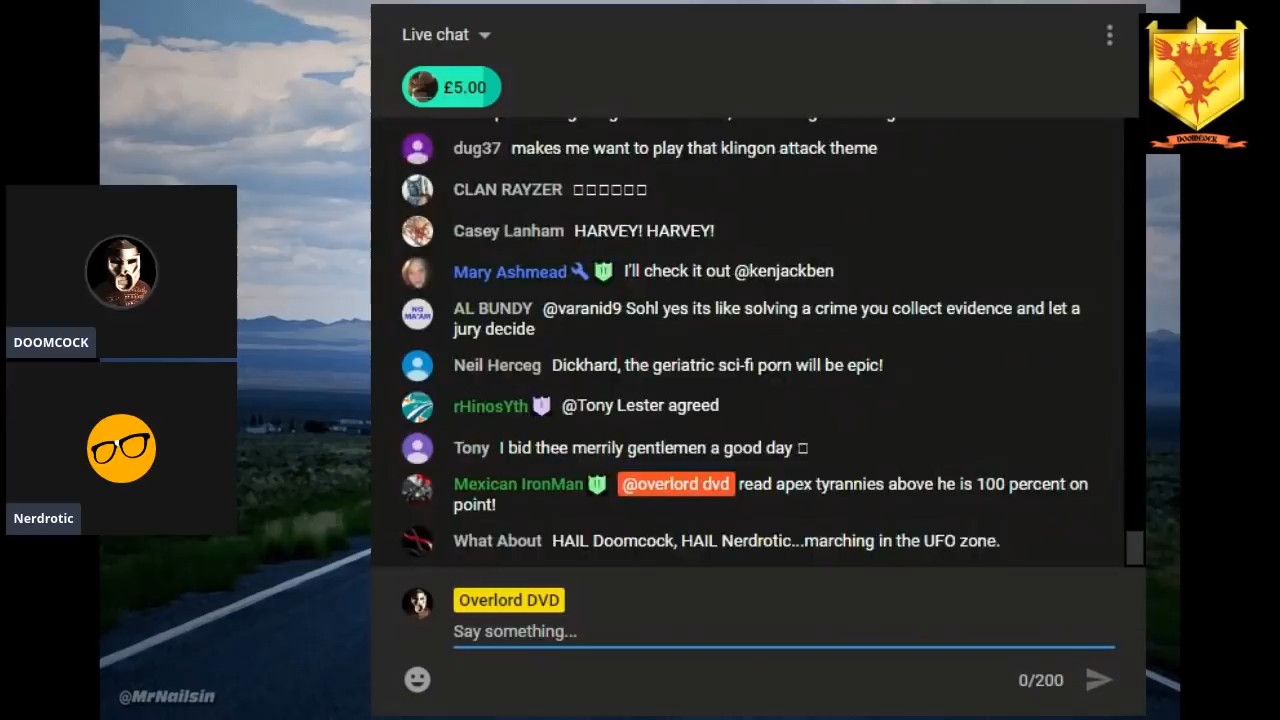 Live chat
£5.00
dug37 makes me want to play that klingon attack theme
CLAN RAYZER □□□□□□
Casey Lanham HARVEY! HARVEY!
Mary Ashmead I'll check it out @kenjackben
NO MA'AM
AL BUNDY @varanid9 Sohl yes its like solving a crime you collect evidence and let a
jury decide
Neil Herceg Dickhard, the geriatric sci-fi porn will be epic!
rHinosYth @Tony Lester agreed
Tony I bid thee merrily gentlemen a good day □
Mexican IronMan @overlord dvd read apex tyrannies above he is 100 percent on
point!
What About HAIL Doomcock, HAIL Nerdrotic...marching in the UFO zone.
Overlord DVD
Say something...
0/200
DOOMCOCK
Nerdrotic
@MrNailsin
DOOMCOCK